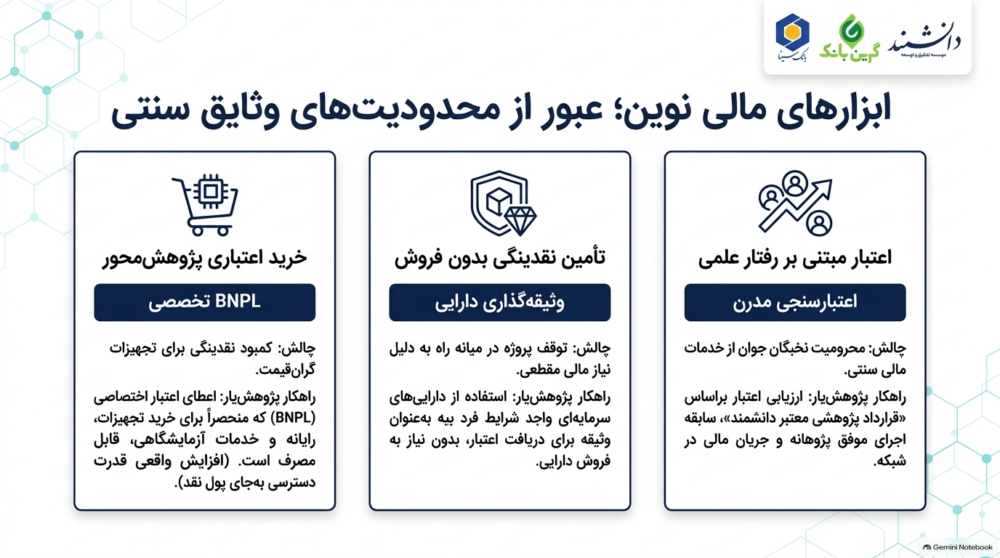 دانشمند
موسسه تحقیق و توسعه
گرین بانک
بانک سینا
ابزارهای مالی نوین؛ عبور از محدودیت‌های وثایق سنتی
اعتبار مبتنی بر رفتار علمی
اعتبارسنجی مدرن
چالش: محرومیت نخبگان جوان از خدمات
مالی سنتی.
راهکار پژوهش‌یار: ارزیابی اعتبار براساس
«قرارداد پژوهشی معتبر دانشمند»، سابقه
اجرای موفق پژوهانه و جریان مالی در
شبکه.
تأمین نقدینگی بدون فروش
وثیقه‌گذاری دارایی
چالش: توقف پروژه در میانه راه به دلیل
نیاز مالی مقطعی.
راهکار پژوهش‌یار: استفاده از دارایی‌های
سرمایه‌ای واجد شرایط فرد بیه به‌عنوان
وثیقه برای دریافت اعتبار، بدون نیاز به
فروش دارایی.
خرید اعتباری پژوهش‌محور
BNPL تخصصی
چالش: کمبود نقدینگی برای تجهیزات
گران‌قیمت.
راهکار پژوهش‌یار: اعطای اعتبار اختصاصی
(BNPL) که منحصراً برای خرید تجهیزات،
رایانه و خدمات آزمایشگاهی، قابل
مصرف است. (افزایش واقعی قدرت
دسترسی به‌جای پول نقد).
Gemini Notebook